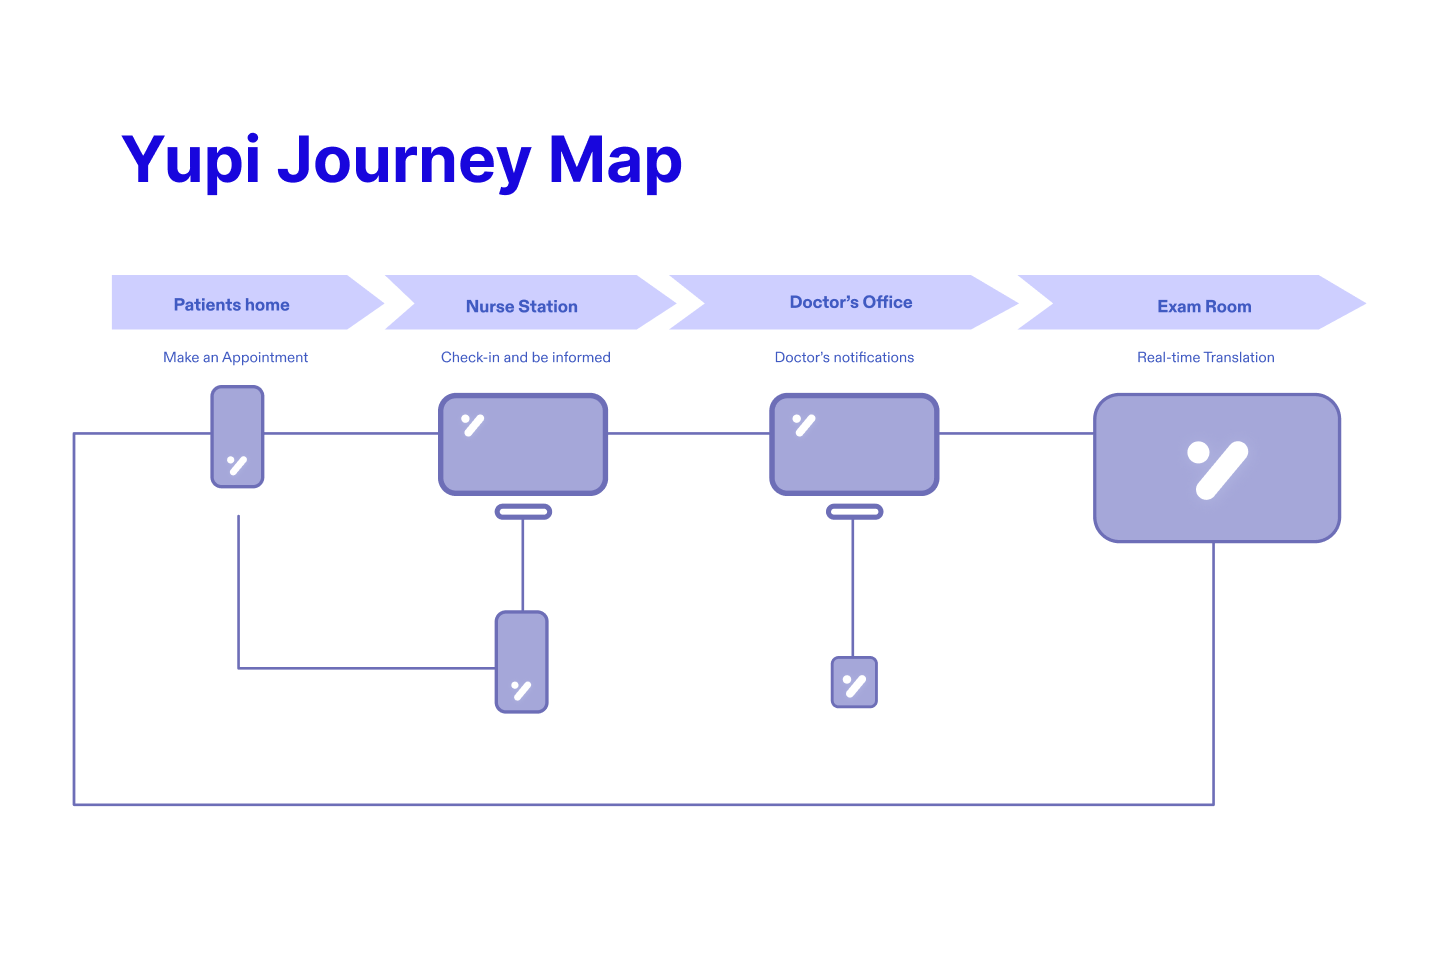 Yupi Journey Map
Patients home
Nurse Station
Doctor’s Office
Exam Room
Make an Appointment
Check-in and be informed
Doctor’s notifications
Real-time Translation